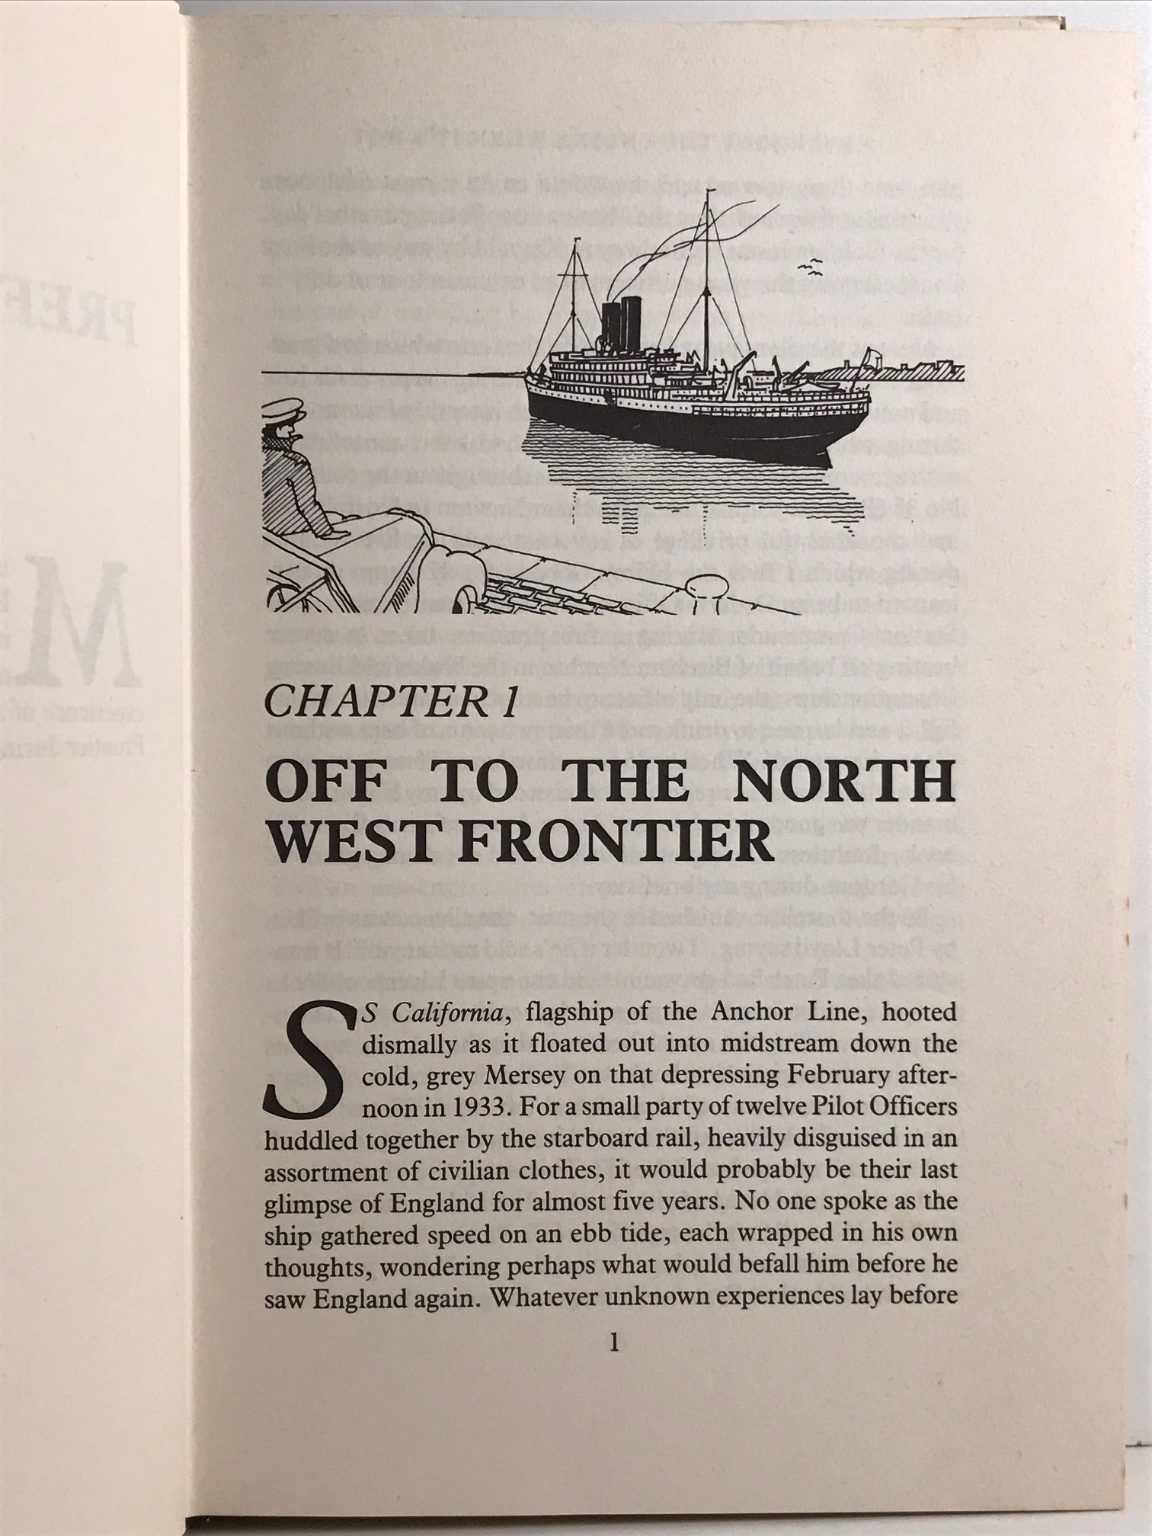 CHAPTER 1
OFF TO THE NORTH
WEST FRONTIER
SS California, flagship of the Anchor Line, hooted
dismally as it floated out into midstream down the
cold, grey Mersey on that depressing February after-
noon in 1933. For a small party of twelve Pilot Officers
huddled together by the starboard rail, heavily disguised in an
assortment of civilian clothes, it would probably be their last
glimpse of England for almost five years. No one spoke as the
ship gathered speed on an ebb tide, each wrapped in his own
thoughts, wondering perhaps what would befall him before he
saw England again. Whatever unknown experiences lay before
1